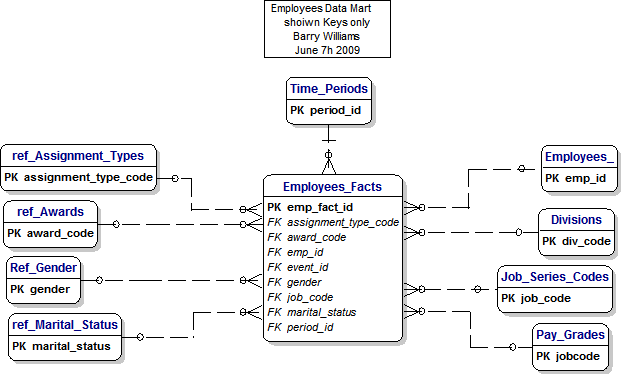 Employees Data Mart
shoiwn Keys only
Barry Williams
June 7h 2009
Time_Periods
PK period_id
ref_Assignment_Types
PK assignment_type_code
ref_Awards
PK award_code
Ref_Gender
PK gender
ref_Marital_Status
PK marital_status
Employees_Facts
PK emp_fact_id
FK assignment_type_code
FK award_code
FK emp_id
FK event_id
FK gender
FK job_code
FK marital_status
FK period_id
Employees_
PK emp_id
Divisions
PK div_code
Job_Series_Codes
PK job_code
Pay_Grades
PK jobcode